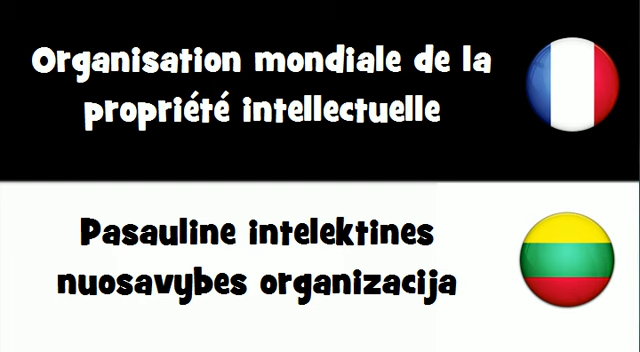 Organisation mondiale de la
propriété intellectuelle
Pasauline intelektines
nuosavybes organizacija